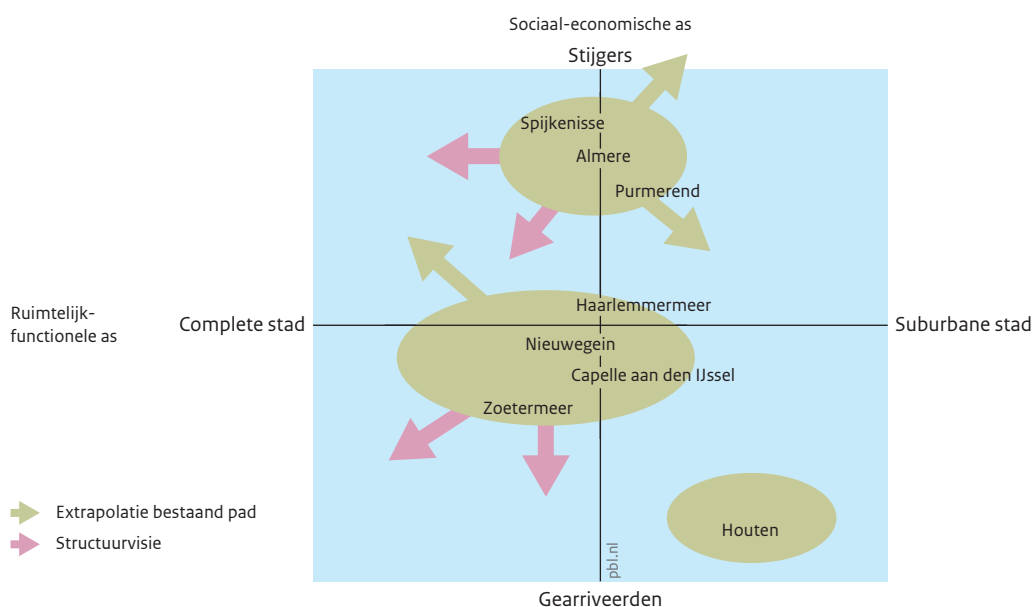 Sociaal-economische as
Stijgers
Spijkenisse
Almere
Purmerend
Haarlemmermeer
Ruimtelijk-
functionele as
Complete stad
Suburbane stad
Nieuwegein
Capelle aan den IJssel
Zoetermeer
Extrapolatie bestaand pad
Structuurvisie
Houten
pbl.nl
Gearriveerden